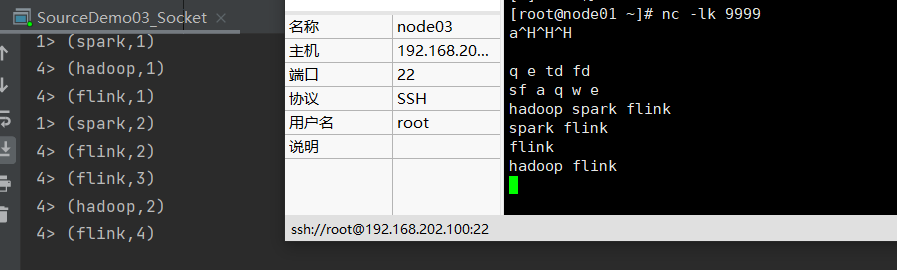 SourceDemo03_Socket
1> (spark,1)
4> (hadoop,1)
4> (flink,1)
1> (spark,2)
4> (flink,2)
4> (flink,3)
4> (hadoop,2)
4> (flink,4)
名称 node03
主机 192.168.20...
端口 22
协议 SSH
用户名 root
说明
ssh://root@192.168.202.100:22
[root@node01 ~]# nc -lk 9999
a^H^H^H
q e td fd
sf a q w e
hadoop spark flink
spark flink
flink
hadoop flink